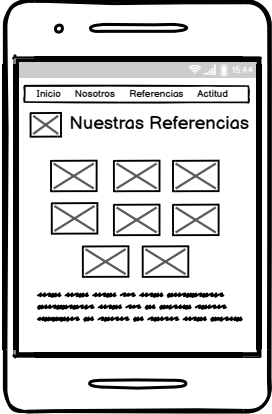 15:44
Inicio Nosotros Referencias Actitud
Nuestras Referencias